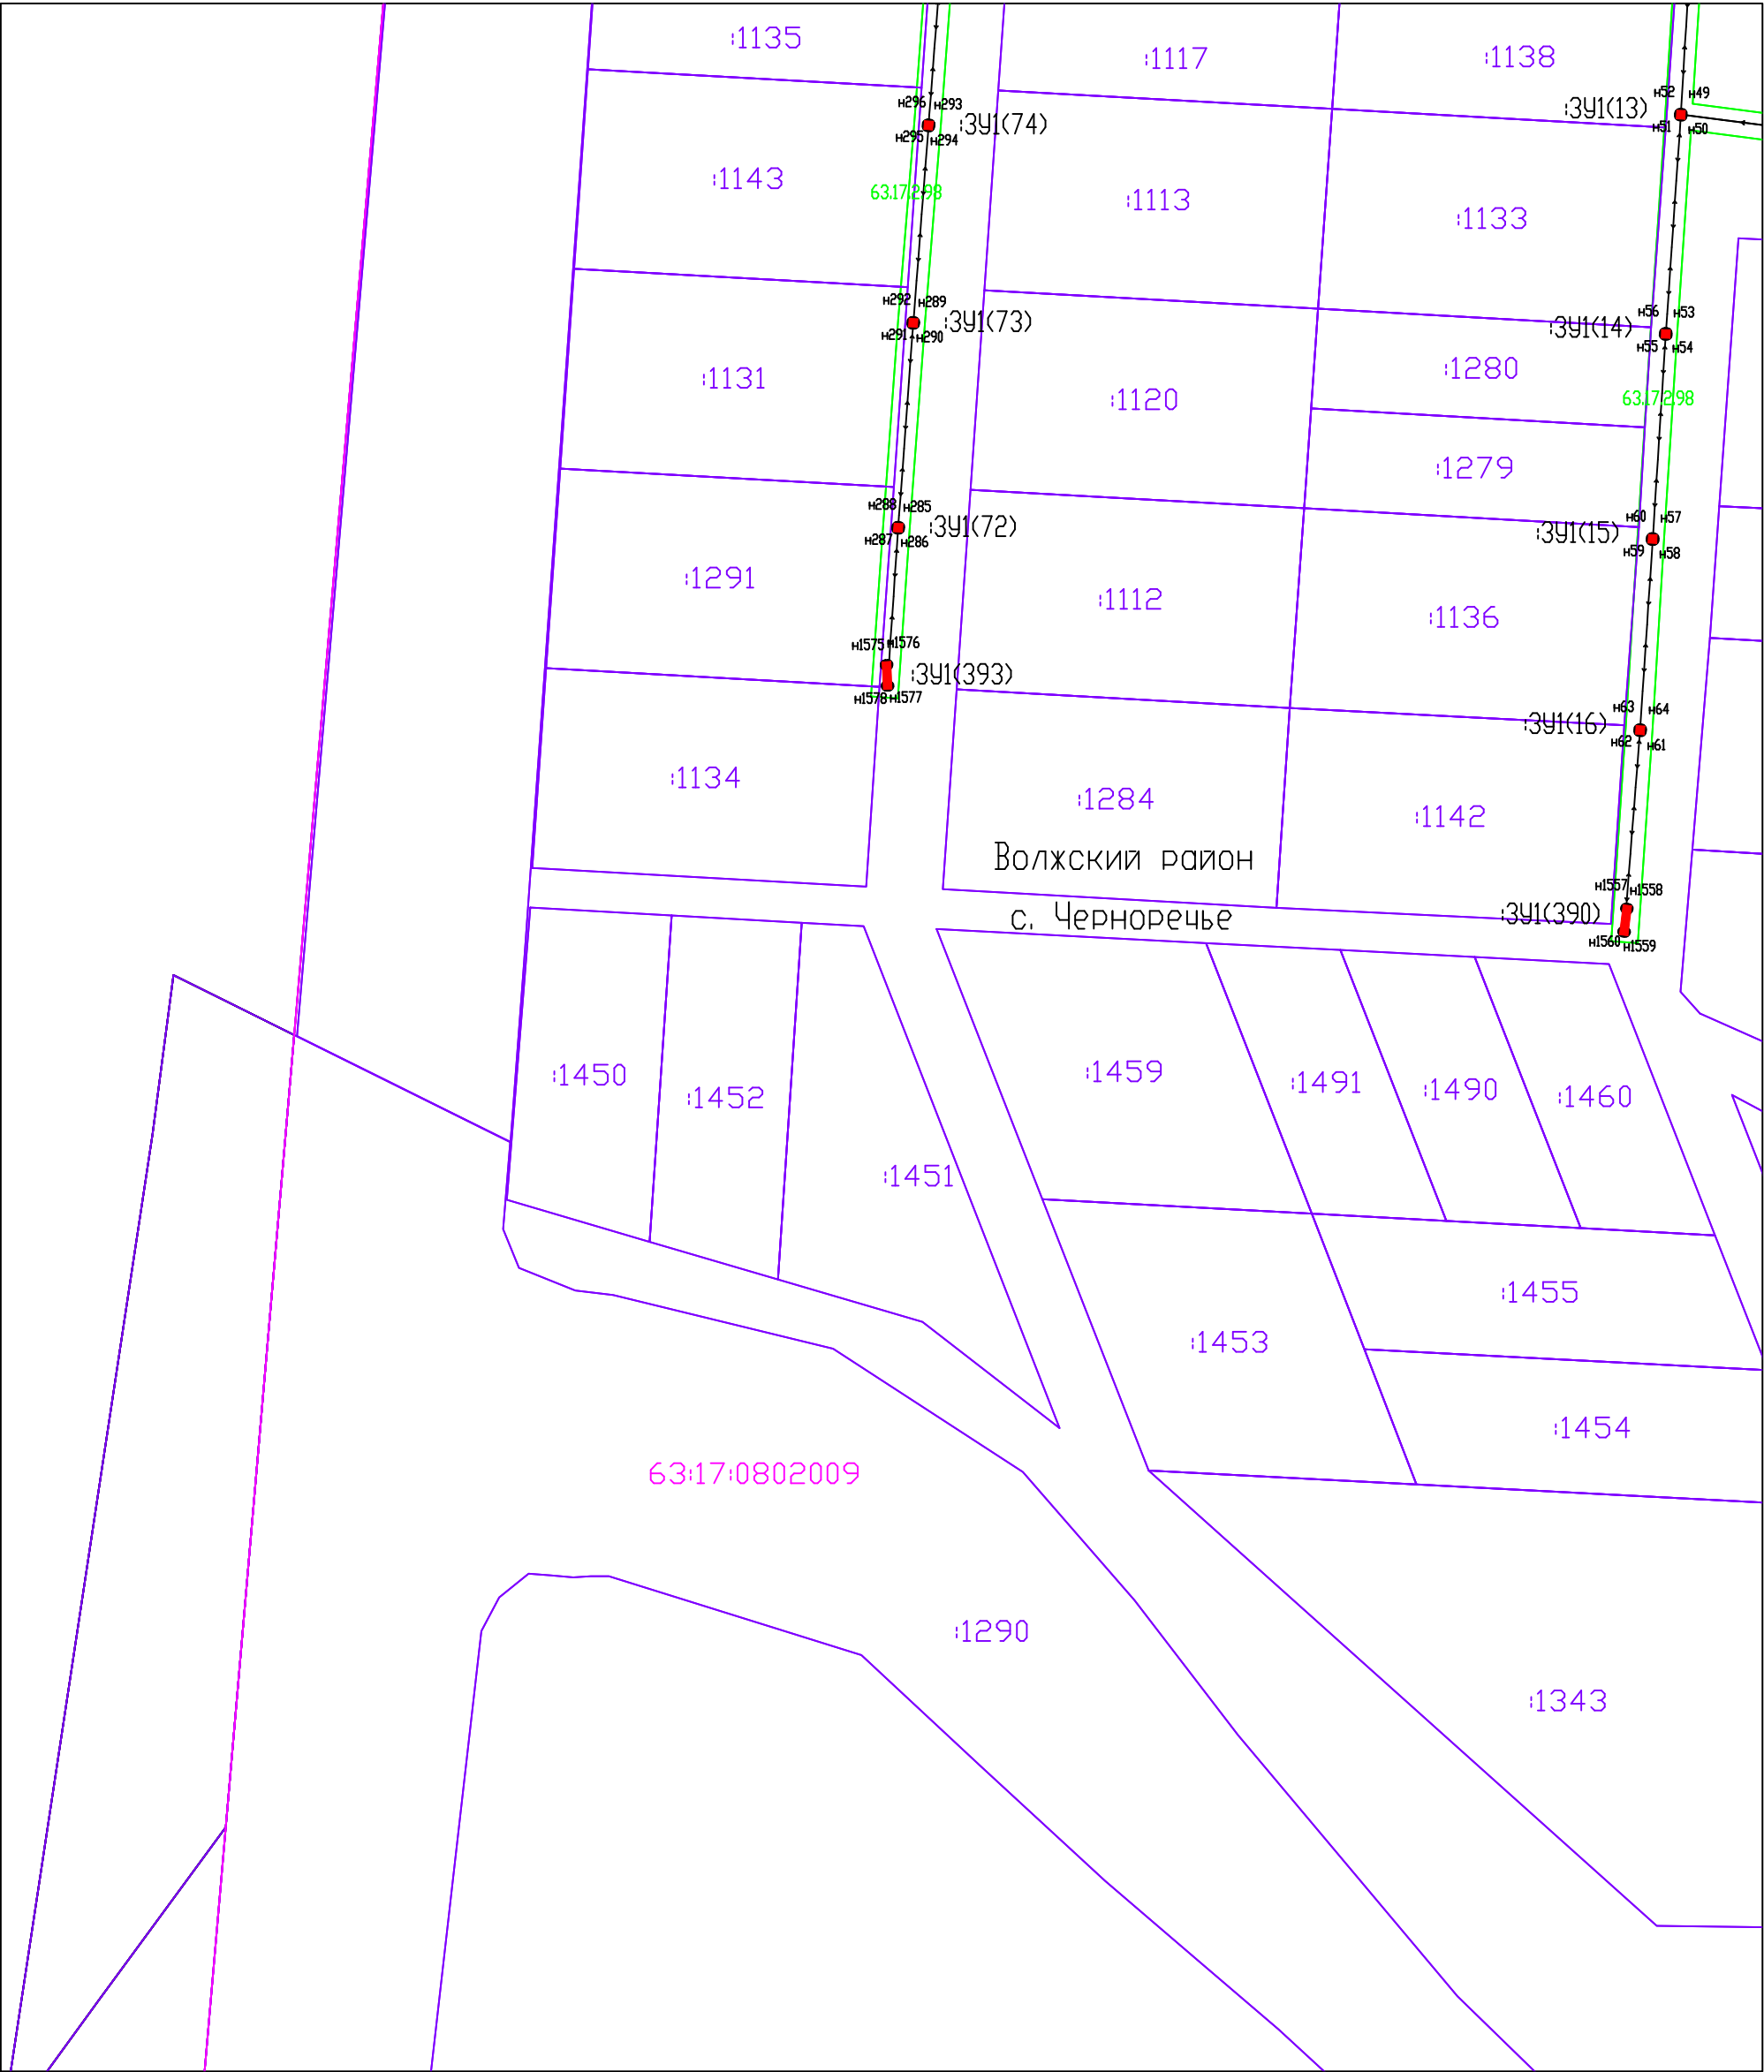 :1135
:1117
:1138
н52
н49
:ЗУ1(13)
н296
н293
:ЗУ1(74)
н51
н50
н295
н294
:1143
63.17.2.98
:1113
:1133
н292
н289
:ЗУ1(73)
н56
н53
:ЗУ1(14)
н291
н290
н55
н54
:1131
:1280
:1120
63.17.2.98
:1279
н288
н285
:ЗУ1(72)
н60
н57
:ЗУ1(15)
н287
н286
н59
н58
:1291
:1112
:1136
н1575
н1576
:ЗУ1(393)
н1578
н1577
н63
н64
:ЗУ1(16)
н62
н61
:1134
:1284
:1142
Волжский район
н1557
н1558
:ЗУ1(390)
с. Черноречье
н1560
н1559
:1450
:1452
:1459
:1491
:1490
:1460
:1451
:1455
:1453
:1454
63:17:0802009
:1290
:1343